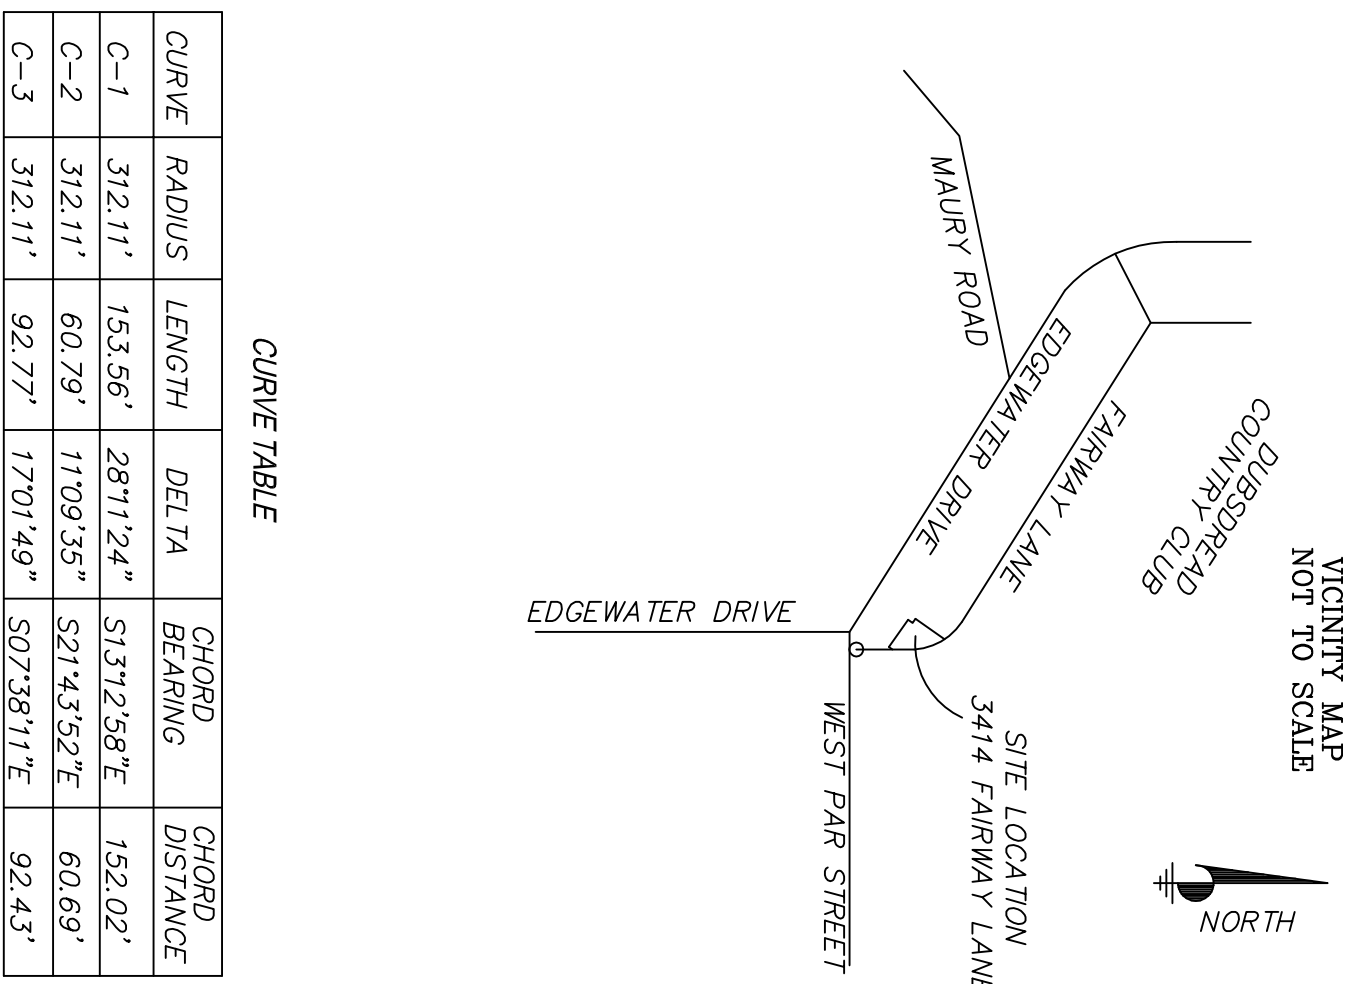 VICINITY MAP
NOT TO SCALE
NORTH
DUBSDREAD
COUNTRY CLUB
SITE LOCATION
3414 FAIRWAY LANE
FAIRWAY LANE
EDGEWATER DRIVE
MAURY ROAD
WEST PAR STREET
EDGEWATER DRIVE
CURVE TABLE
CURVE RADIUS LENGTH DELTA CHORD BEARING CHORD DISTANCE
C-1 312.11' 153.56' 28°11'24" S13°12'58"E 152.02'
C-2 312.11' 60.79' 11°09'35" S21°43'52"E 60.69'
C-3 312.11' 92.77' 17°01'49" S07°38'11"E 92.43'